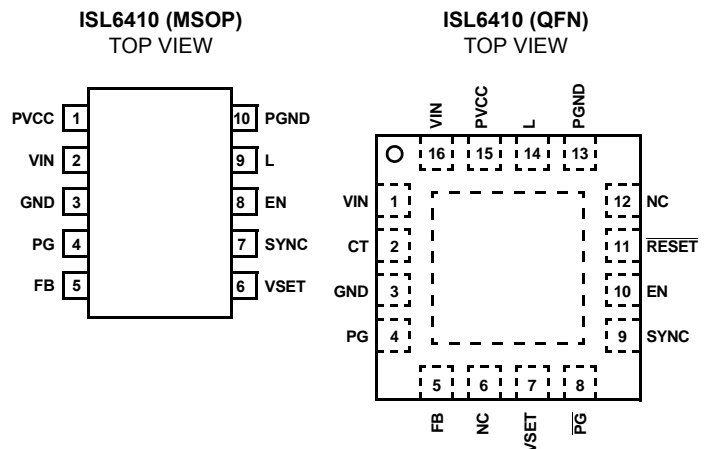 ISL6410 (MSOP)
TOP VIEW
PVCC 1
10 PGND
VIN 2
9 L
GND 3
8 EN
PG 4
7 SYNC
FB 5
6 VSET
ISL6410 (QFN)
TOP VIEW
VIN
PVCC
L
PGND
16 15 14 13
VIN 1
12 NC
CT 2
11 RESET
GND 3
10 EN
PG 4
9 SYNC
5 6 7 8
FB
NC
VSET
PG